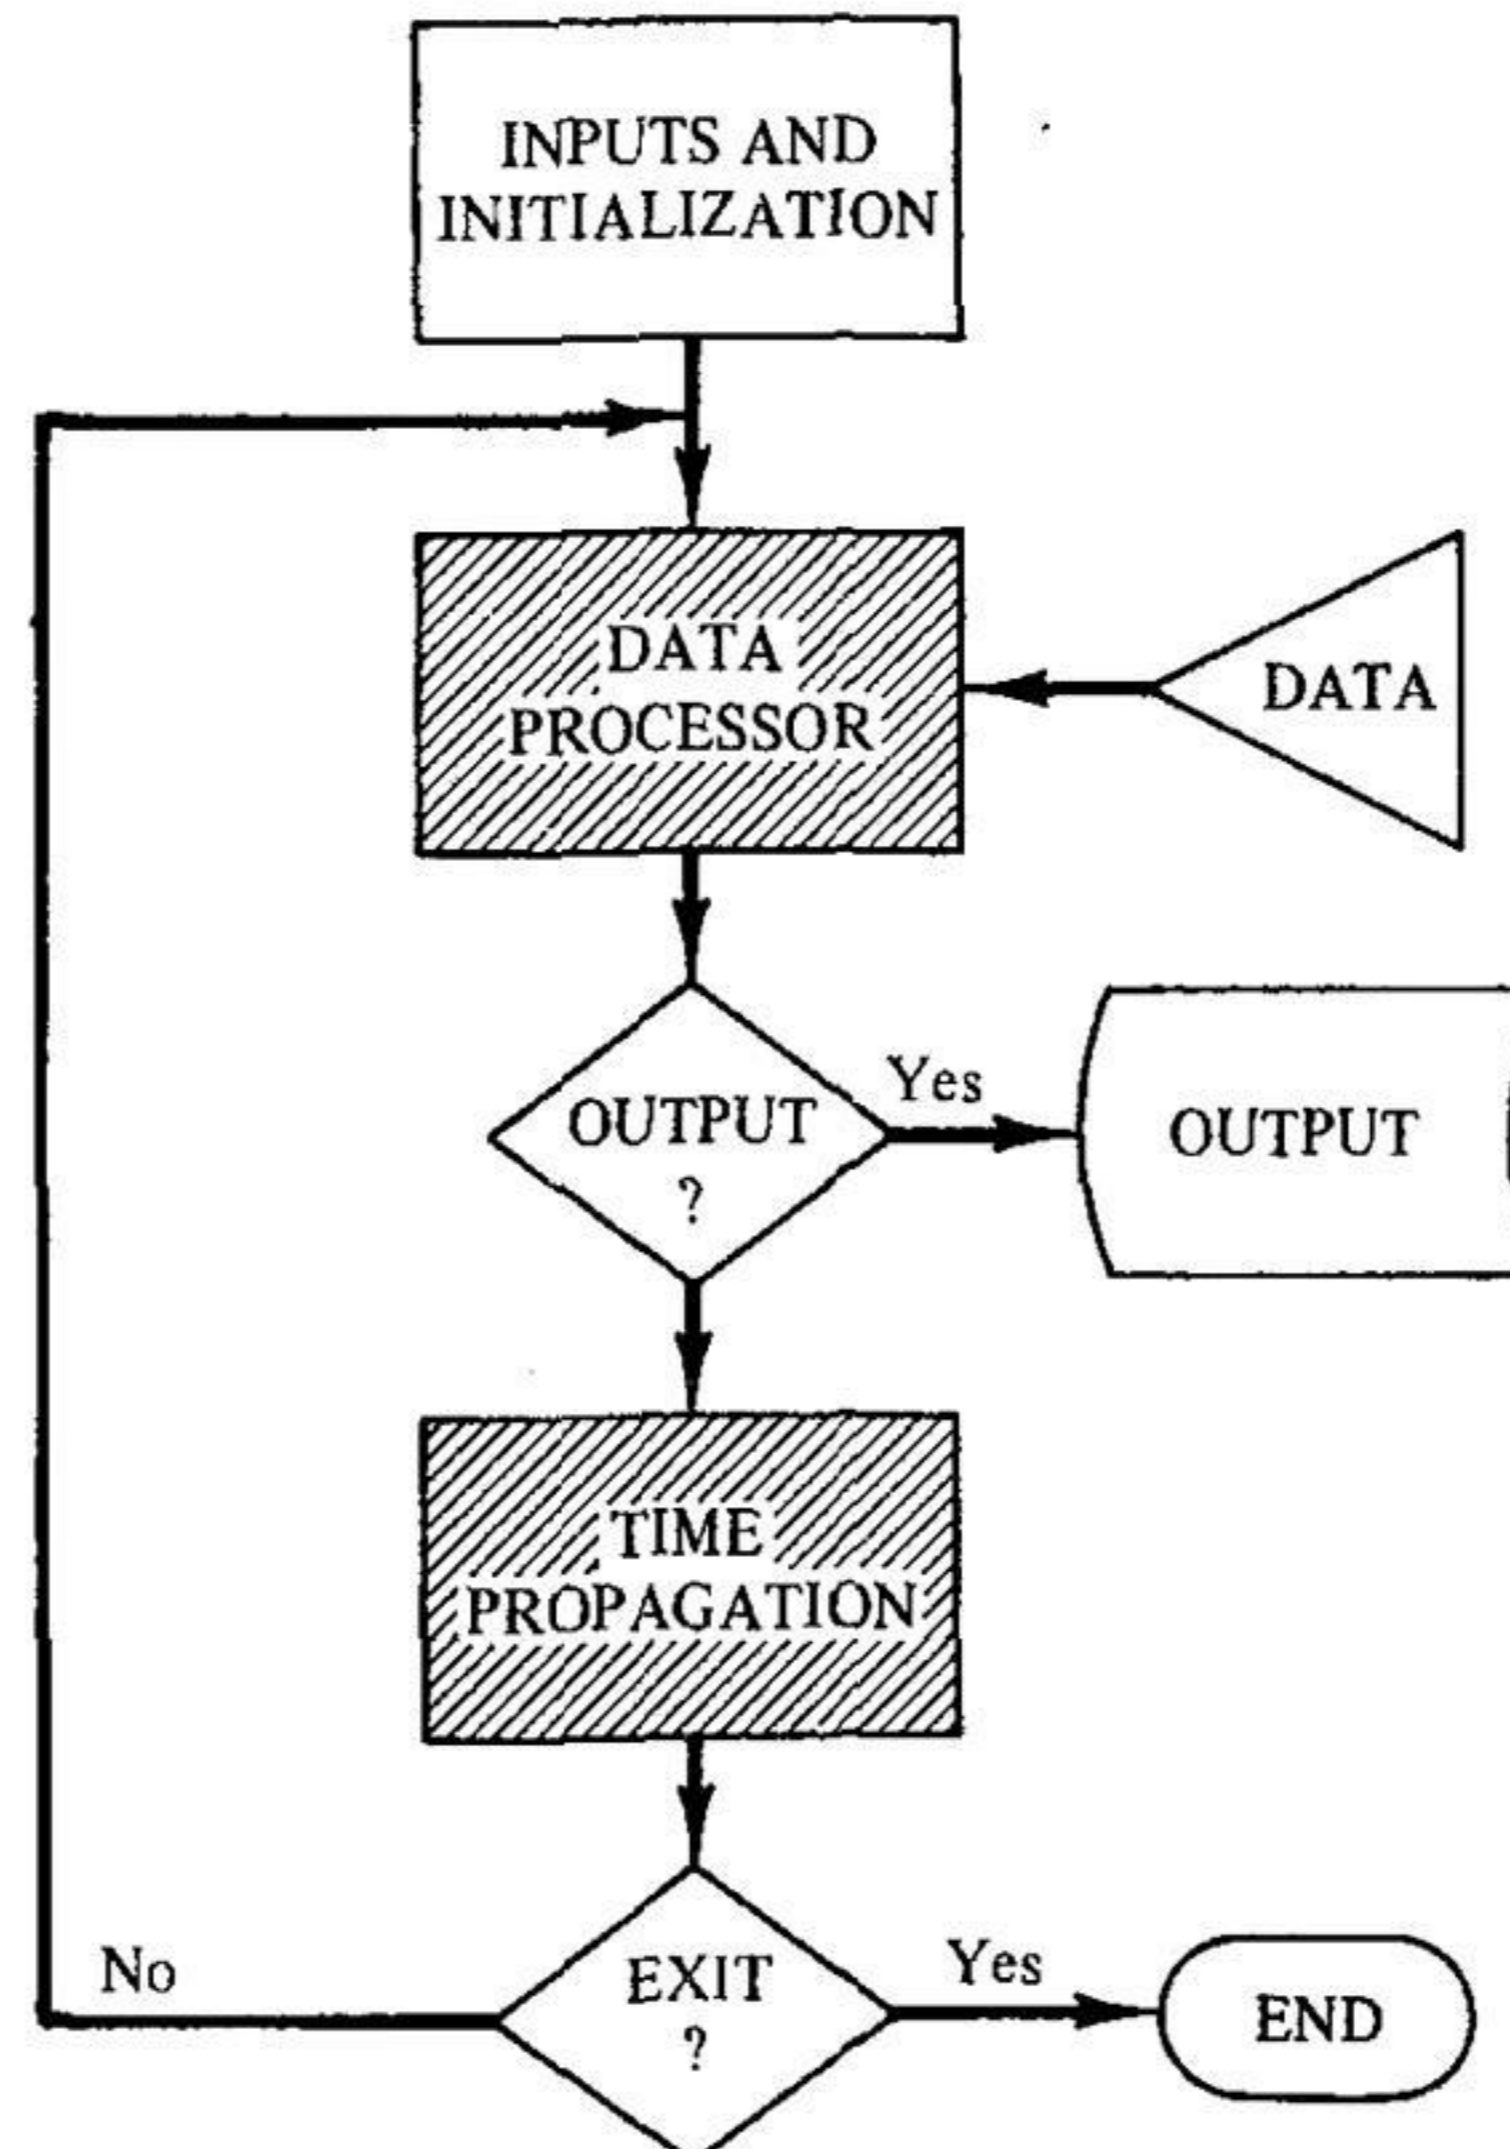 INPUTS AND
INITIALIZATION
DATA
PROCESSOR
DATA
Yes
OUTPUT
?
OUTPUT
TIME
PROPAGATION
No
EXIT
?
Yes
END